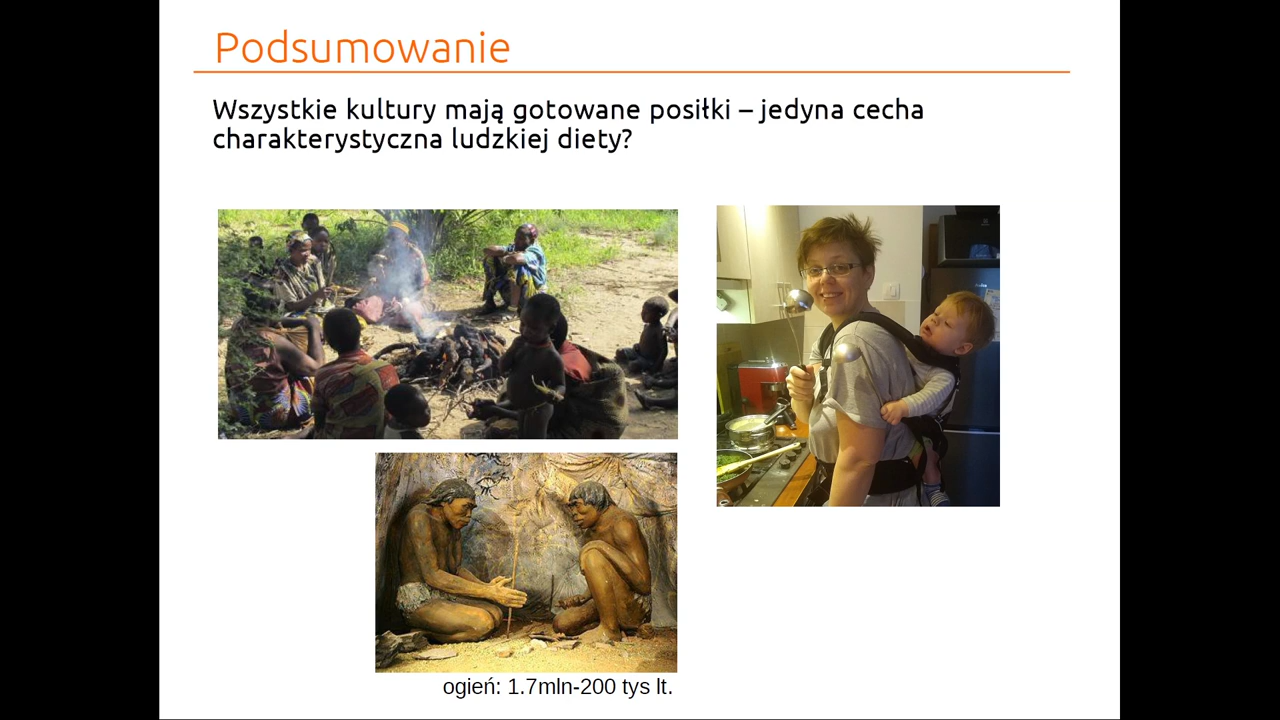 Podsumowanie
Wszystkie kultury mają gotowane posiłki – jedyna cecha
charakterystyczna ludzkiej diety?
ogień: 1.7mln-200 tys lt.